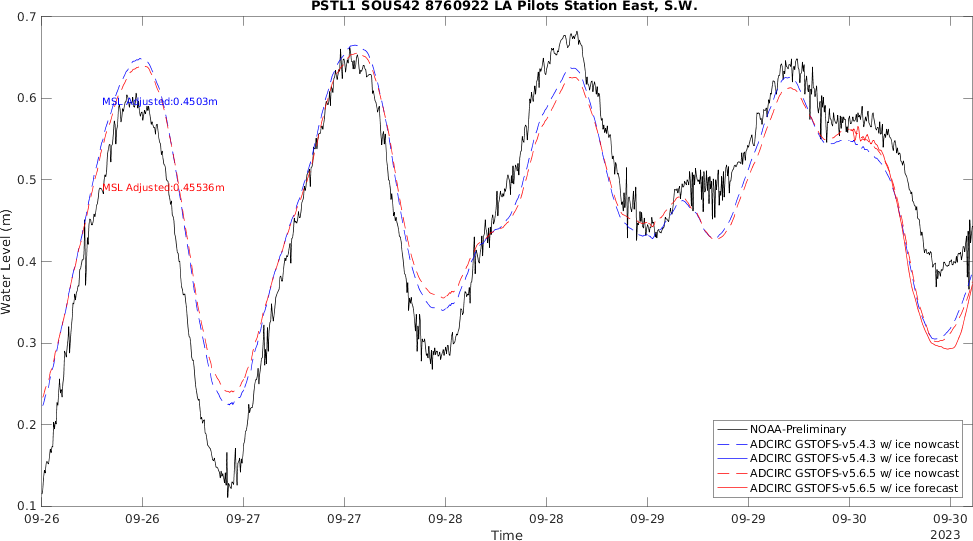 PSTL1 SOUS42 8760922 LA Pilots Station East, S.W.
0.7
0.6
0.5
0.4
0.3
0.2
0.1
Water Level (m)
MSL Adjusted:0.4503m
MSL Adjusted:0.45536m
NOAA-Preliminary
ADCIRC GSTOFS-v5.4.3 w/ ice nowcast
ADCIRC GSTOFS-v5.4.3 w/ ice forecast
ADCIRC GSTOFS-v5.6.5 w/ ice nowcast
ADCIRC GSTOFS-v5.6.5 w/ ice forecast
09-26 09-26 09-27 09-27 09-28 09-28 09-29 09-29 09-30 09-30
2023
Time